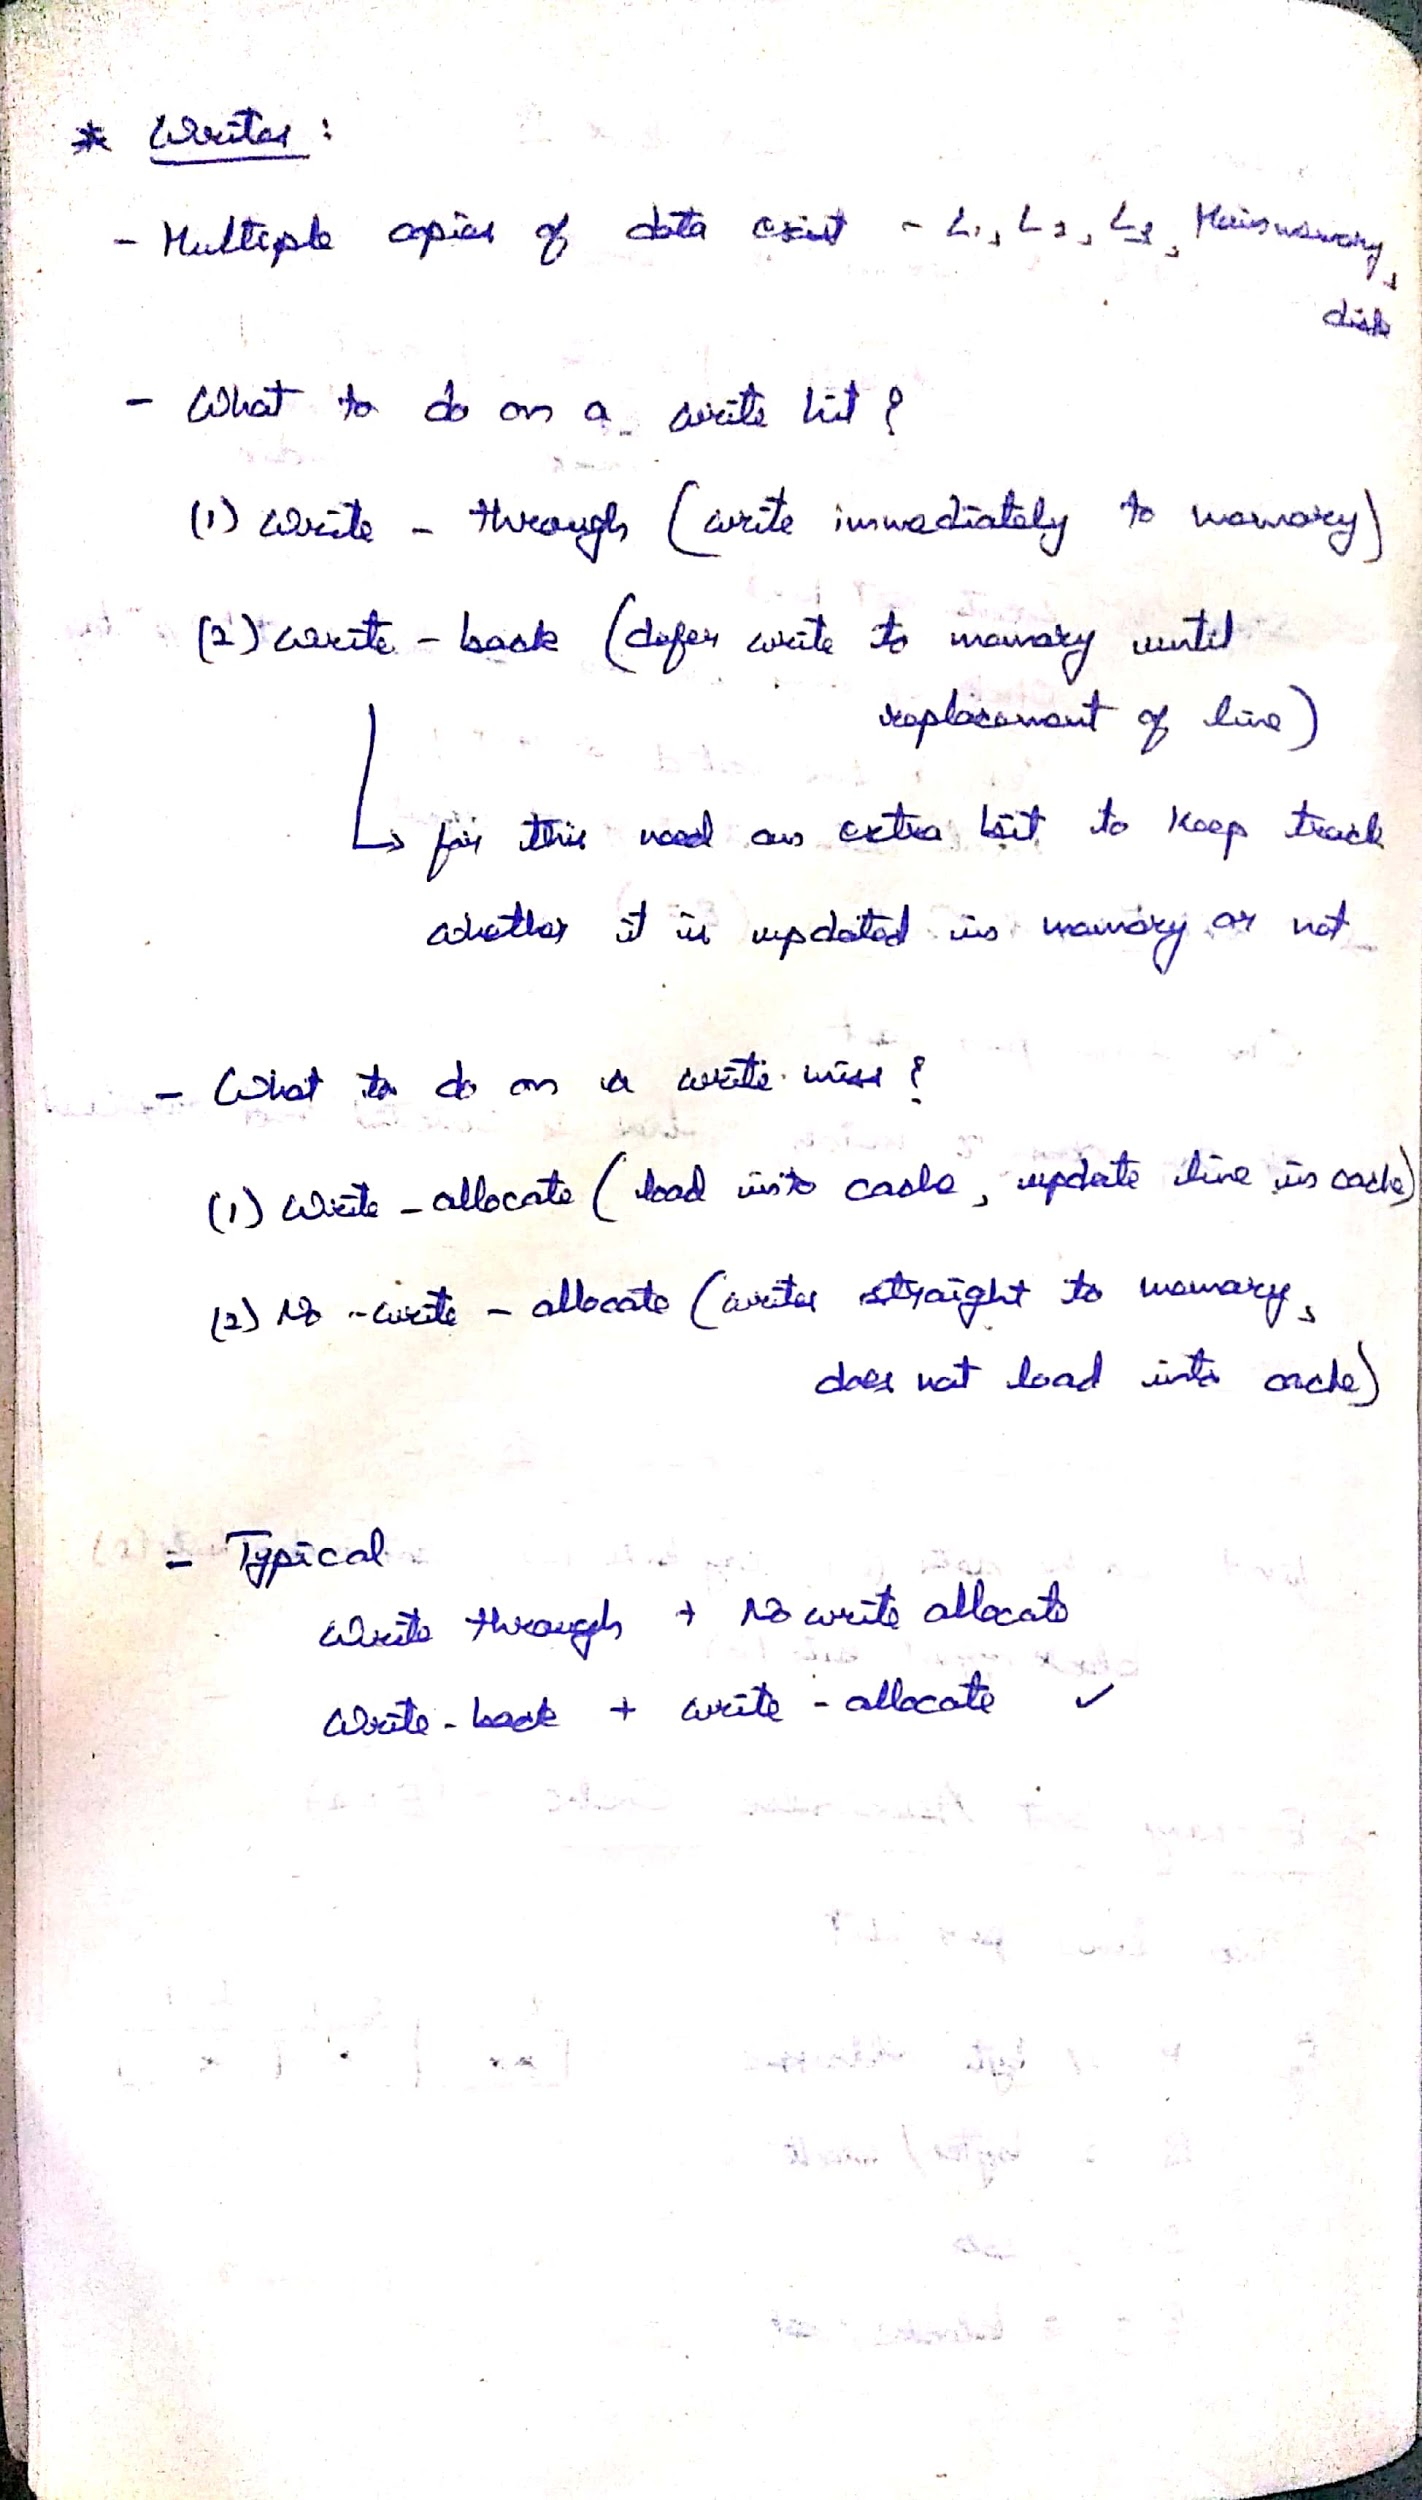 * Writes :
- Multiple copies of data exist - L1, L2, L3, Main memory,
disk
- What to do on a write hit ?
(1) Write - through (write immediately to memory)
(2) Write - back (defer write to memory until
replacement of line)
↳ for this need an extra bit to keep track
whether it is updated in memory or not
- What to do on a write miss ?
(1) Write - allocate (load into cache, update line in cache)
(2) No - write - allocate (writes straight to memory,
does not load into cache)
- Typical
Write through + No write allocate
Write - back + write - allocate ✓